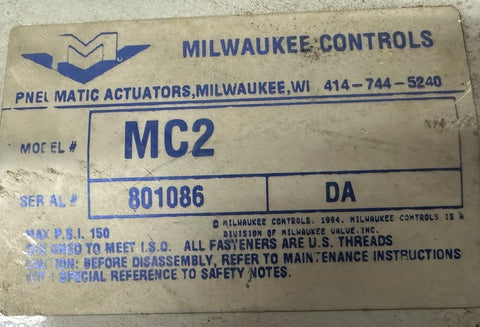 M
MILWAUKEE CONTROLS
PNEUMATIC ACTUATORS,MILWAUKEE,WI 414-744-5240
MODEL# MC2
SERIAL# 801086 DA
© MILWAUKEE CONTROLS, 1994, MILWAUKEE CONTROLS IS A
DIVISION OF MILWAUKEE VALVE,INC.
MAX P.S.I. 150
TO MEET I.S.O. ALL FASTENERS ARE U.S. THREADS
BEFORE DISASSEMBLY, REFER TO MAINTENANCE INSTRUCTIONS
SPECIAL REFERENCE TO SAFETY NOTES.